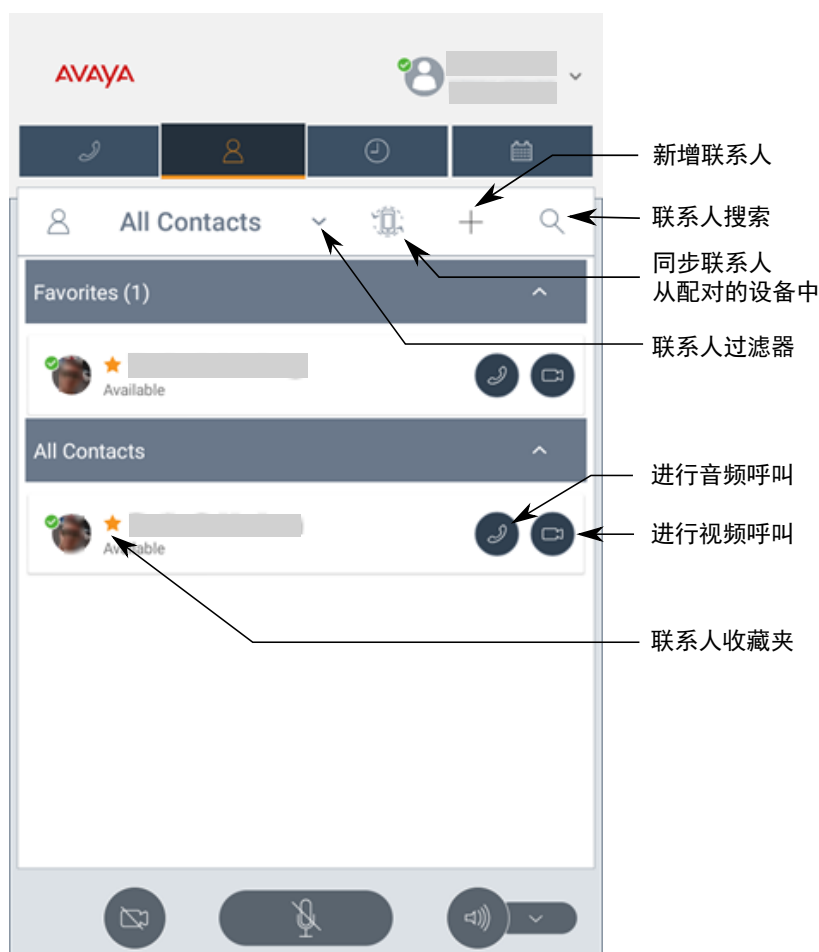 AVAYA
新增联系人
All Contacts
联系人搜索
同步联系人
从配对的设备中
Favorites (1)
联系人过滤器
Available
All Contacts
进行音频呼叫
进行视频呼叫
Available
联系人收藏夹